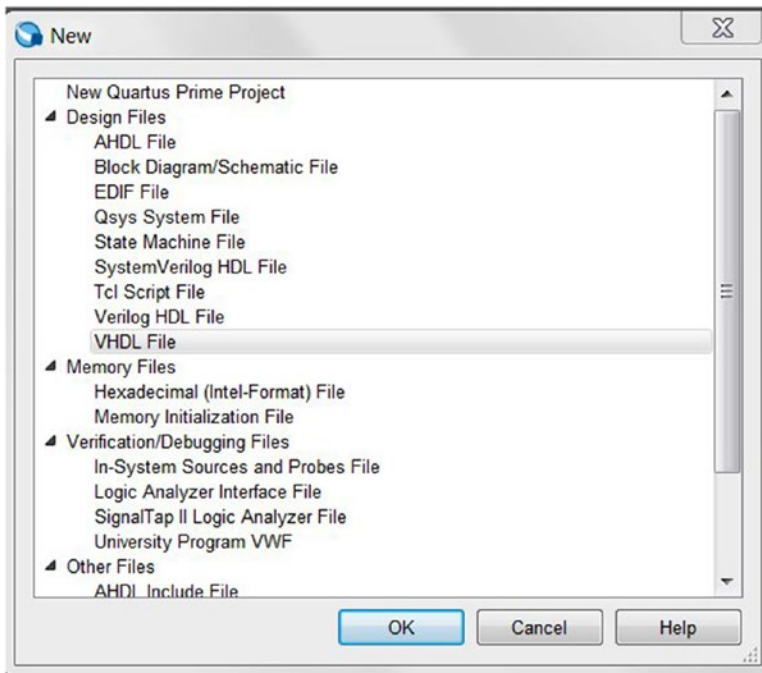 New
New Quartus Prime Project
Design Files
AHDL File
Block Diagram/Schematic File
EDIF File
Qsys System File
State Machine File
SystemVerilog HDL File
Tcl Script File
Verilog HDL File
VHDL File
Memory Files
Hexadecimal (Intel-Format) File
Memory Initialization File
Verification/Debugging Files
In-System Sources and Probes File
Logic Analyzer Interface File
SignalTap II Logic Analyzer File
University Program VWF
Other Files
AHDL Include File
OK Cancel Help